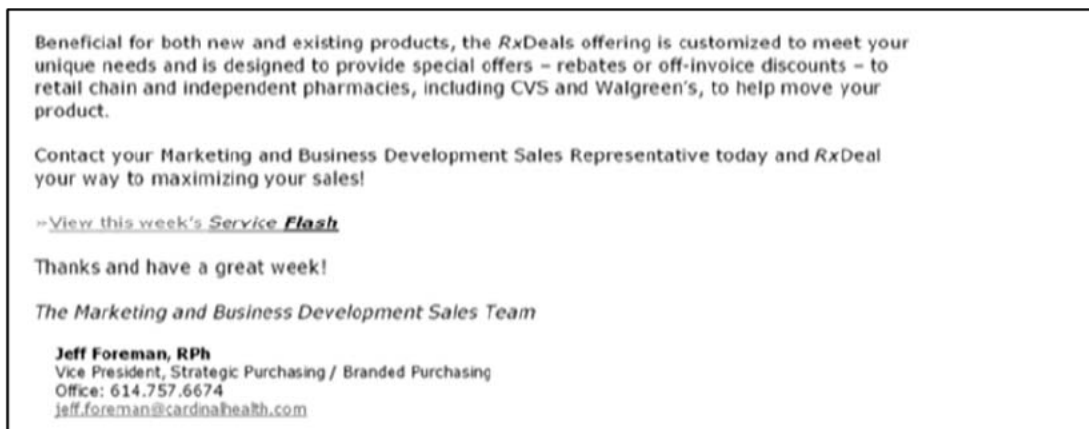 Beneficial for both new and existing products, the RxDeals offering is customized to meet your
unique needs and is designed to provide special offers – rebates or off-invoice discounts – to
retail chain and independent pharmacies, including CVS and Walgreen's, to help move your
product.
Contact your Marketing and Business Development Sales Representative today and RxDeal
your way to maximizing your sales!
»View this week's Service Flash
Thanks and have a great week!
The Marketing and Business Development Sales Team
Jeff Foreman, RPh
Vice President, Strategic Purchasing / Branded Purchasing
Office: 614.757.6674
jeff.foreman@cardinalhealth.com